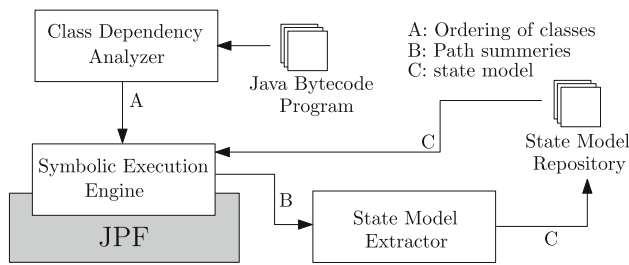 Class Dependency
Analyzer
Java Bytecode
Program
A: Ordering of classes
B: Path summeries
C: state model
A
C
State Model
Repository
Symbolic Execution
Engine
B
JPF
State Model
Extractor
C